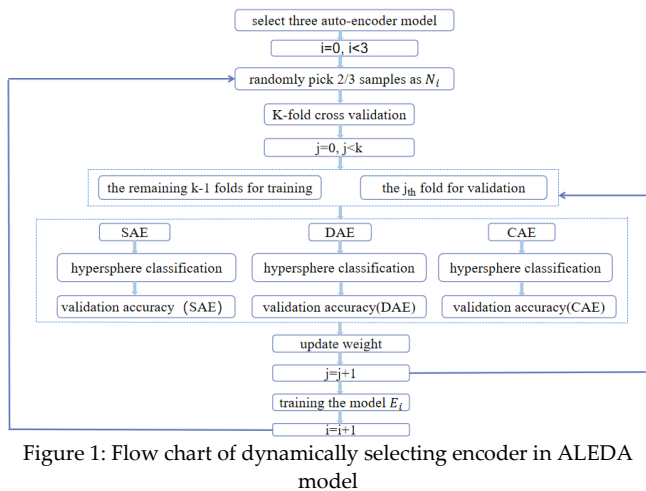 select three auto-encoder model
i=0, i<3
randomly pick 2/3 samples as Nᵢ
K-fold cross validation
j=0, j<k
the remaining k-1 folds for training
the jth fold for validation
SAE
DAE
CAE
hypersphere classification
hypersphere classification
hypersphere classification
validation accuracy (SAE)
validation accuracy(DAE)
validation accuracy(CAE)
update weight
j=j+1
training the model Eᵢ
i=i+1
Figure 1: Flow chart of dynamically selecting encoder in ALEDA
model